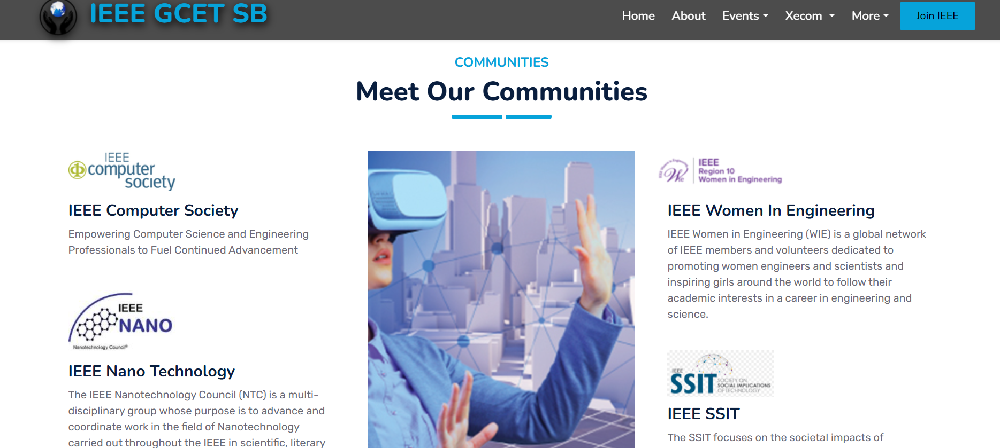 IEEE GCET SB
Home
About
Events
Xecom
More
Join IEEE
COMMUNITIES
Meet Our Communities
IEEE
computer
society
IEEE Computer Society
Empowering Computer Science and Engineering
Professionals to Fuel Continued Advancement
IEEE
NANO
Nanotechnology Council®
IEEE Nano Technology
The IEEE Nanotechnology Council (NTC) is a multi-
disciplinary group whose purpose is to advance and
coordinate work in the field of Nanotechnology
carried out throughout the IEEE in scientific, literary
IEEE Women in Engineering
Wie
IEEE
Region 10
Women in Engineering
IEEE Women In Engineering
IEEE Women in Engineering (WIE) is a global network
of IEEE members and volunteers dedicated to
promoting women engineers and scientists and
inspiring girls around the world to follow their
academic interests in a career in engineering and
science.
IEEE
SSIT
SOCIETY ON
SOCIAL IMPLICATIONS
OF TECHNOLOGY
IEEE SSIT
The SSIT focuses on the societal impacts of